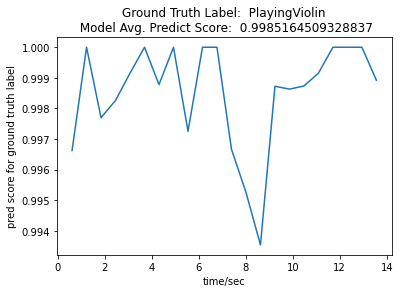 Ground Truth Label:  PlayingViolin
Model Avg. Predict Score:  0.9985164509328837
1.000
0.999
0.998
0.997
0.996
0.995
0.994
pred score for ground truth label
0 2 4 6 8 10 12 14
time/sec